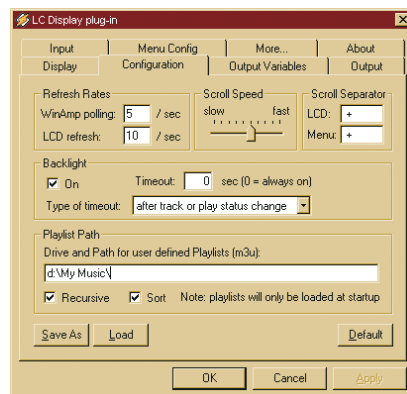 LC Display plug-in
Input Menu Config More... About
Display Configuration Output Variables Output
Refresh Rates Scroll Speed Scroll Separator
WinAmp polling: 5 / sec slow fast LCD: +
LCD refresh: 10 / sec Menu: +
Backlight
On Timeout: 0 sec (0 = always on)
Type of timeout: after track or play status change
Playlist Path
Drive and Path for user defined Playlists (m3u):
d:\My Music\
Recursive Sort Note: playlists will only be loaded at startup
Save As Load Default
OK Cancel Apply